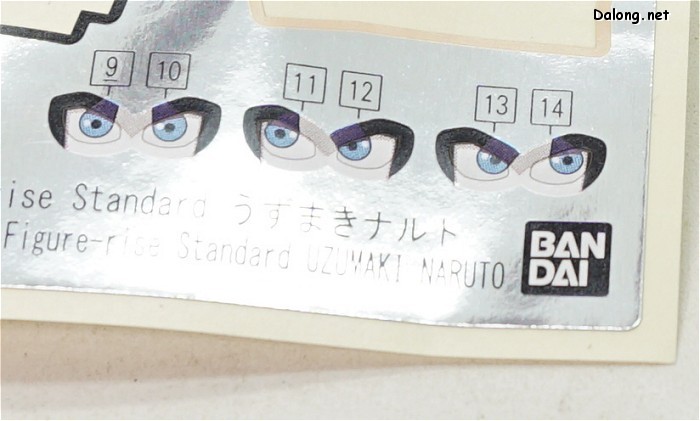 Dalong.net
9 10 11 12 13 14
ise Standard うずまきナルト
Figure-rise Standard UZUMAKI NARUTO
BAN
DAI